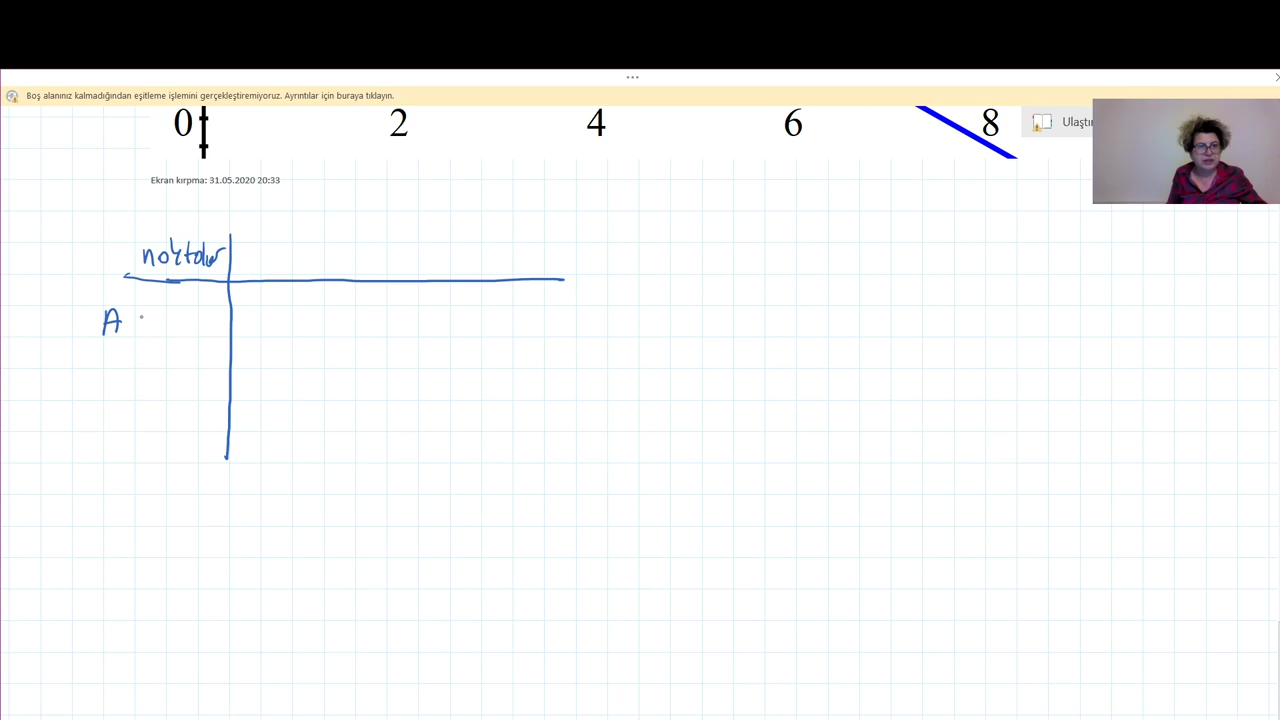 Boş alanınız kalmadığından eşitleme işlemini gerçekleştiremiyoruz. Ayrıntılar için buraya tıklayın.
0 2 4 6 8
Ulaştır
Ekran kırpma: 31.05.2020 20:33
noktalar
A